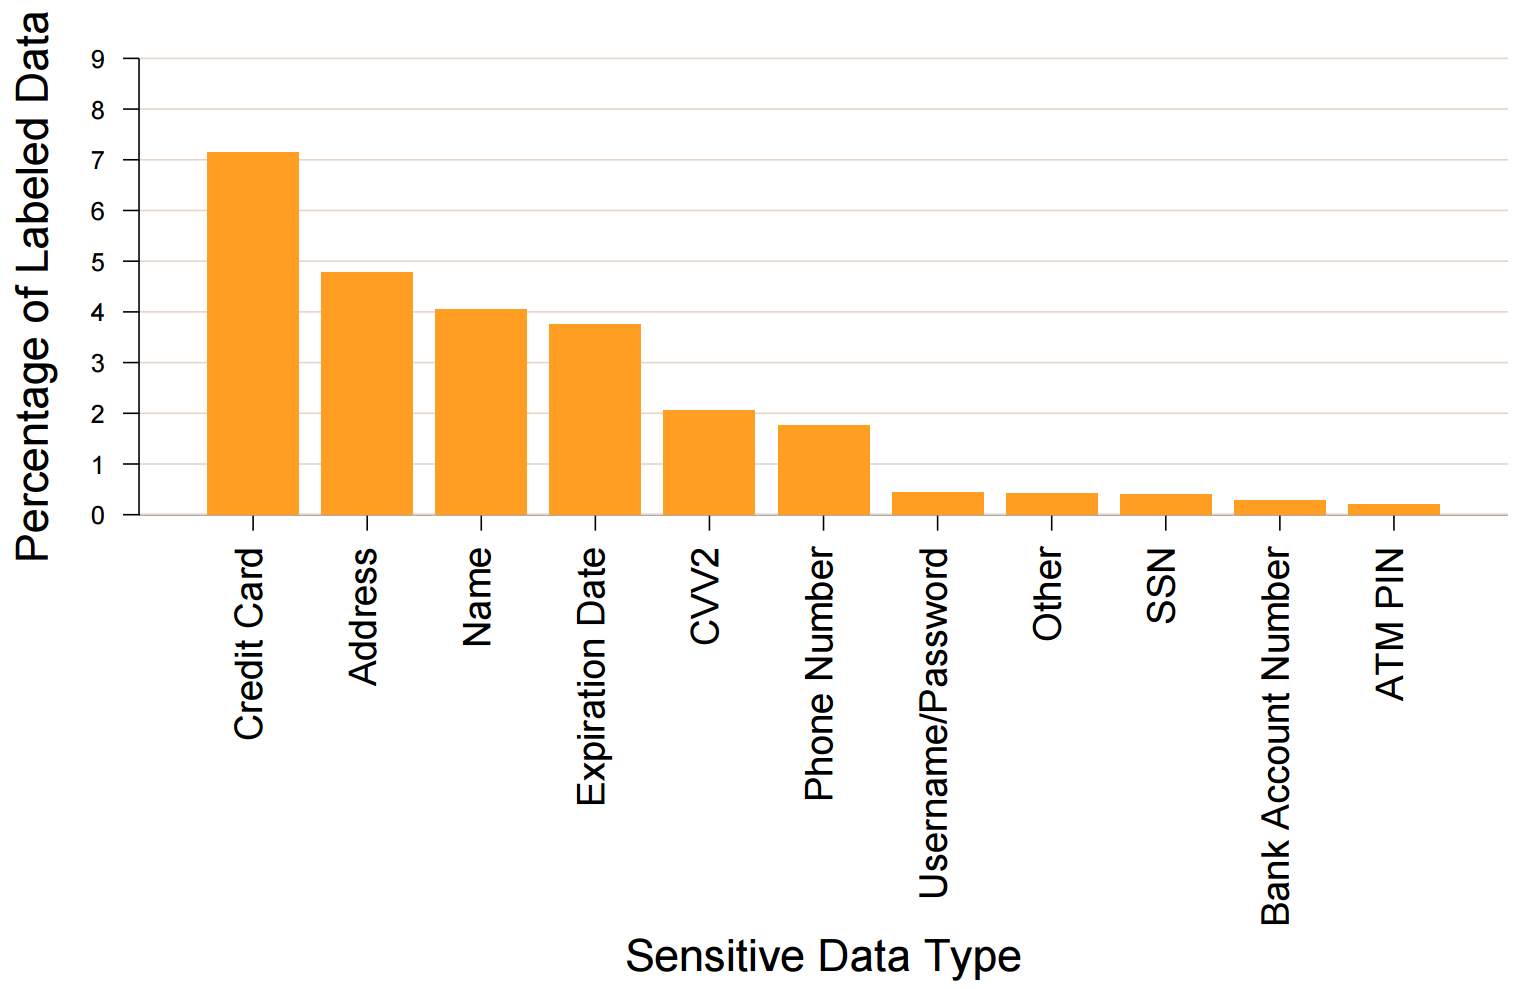 Percentage of Labeled Data
9
8
7
6
5
4
3
2
1
0
Credit Card
Address
Name
Expiration Date
CVV2
Phone Number
Username/Password
Other
SSN
Bank Account Number
ATM PIN
Sensitive Data Type